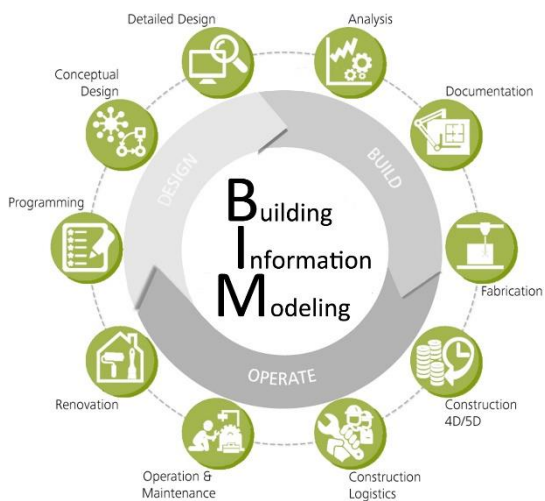 Detailed Design
Analysis
Conceptual
Design
Documentation
DESIGN
BUILD
Programming
Building
Information
Modeling
Fabrication
OPERATE
Renovation
Construction
4D/5D
Operation &
Maintenance
Construction
Logistics